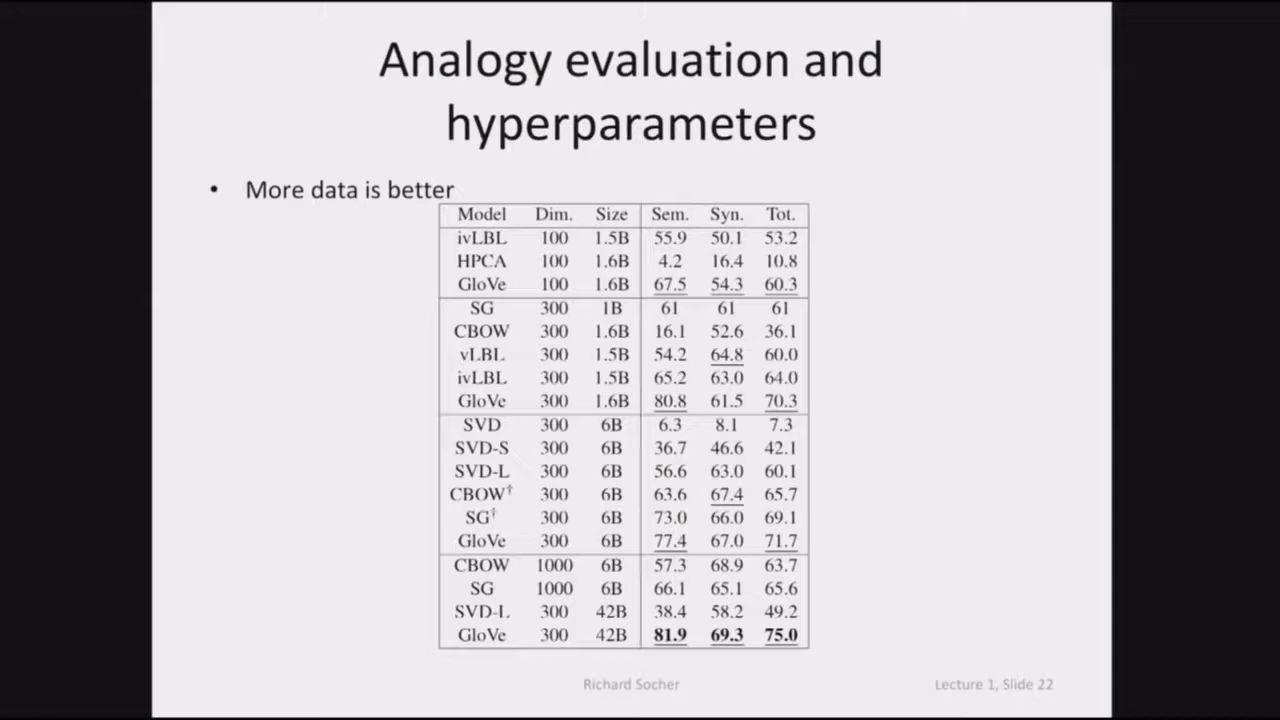 Analogy evaluation and
hyperparameters
• More data is better
Model Dim. Size Sem. Syn. Tot.
ivLBL 100 1.5B 55.9 50.1 53.2
HPCA 100 1.6B 4.2 16.4 10.8
GloVe 100 1.6B 67.5 54.3 60.3
SG 300 1B 61 61 61
CBOW 300 1.6B 16.1 52.6 36.1
vLBL 300 1.5B 54.2 64.8 60.0
ivLBL 300 1.5B 65.2 63.0 64.0
GloVe 300 1.6B 80.8 61.5 70.3
SVD 300 6B 6.3 8.1 7.3
SVD-S 300 6B 36.7 46.6 42.1
SVD-L 300 6B 56.6 63.0 60.1
CBOW† 300 6B 63.6 67.4 65.7
SG† 300 6B 73.0 66.0 69.1
GloVe 300 6B 77.4 67.0 71.7
CBOW 1000 6B 57.3 68.9 63.7
SG 1000 6B 66.1 65.1 65.6
SVD-L 300 42B 38.4 58.2 49.2
GloVe 300 42B 81.9 69.3 75.0
Richard Socher
Lecture 1, Slide 22